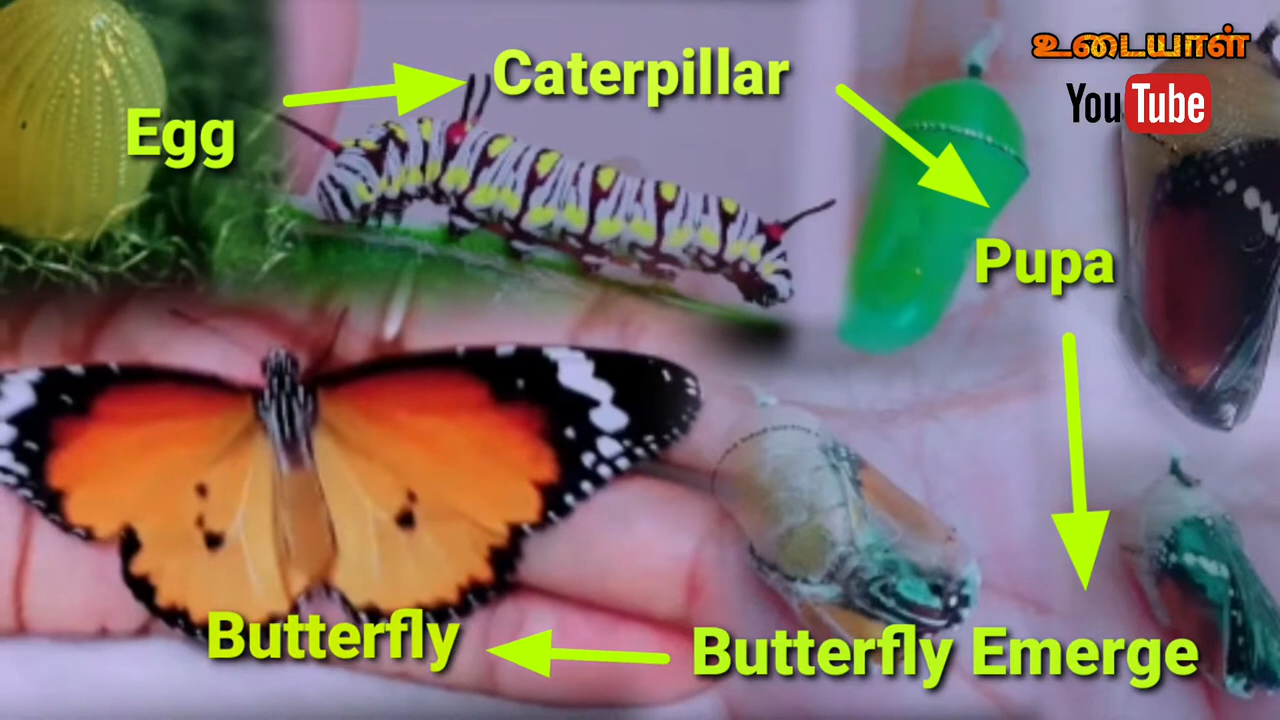 உடையாள்
YouTube
Egg
Caterpillar
Pupa
Butterfly Emerge
Butterfly